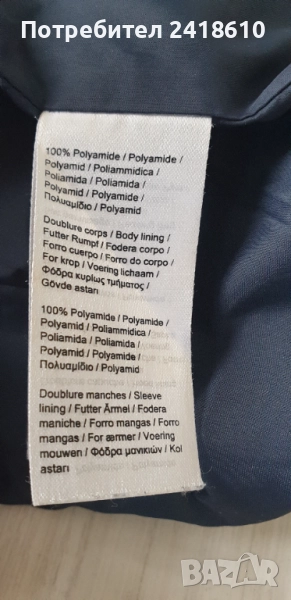 Потребител 2418610
100% Polyamide / Polyamide /
Polyamid / Poliammidica /
Poliamida / Poliamida /
Polyamid / Polyamide /
Πολυαμίδιο / Polyamid
Doublure corps / Body lining /
Futter Rumpf / Fodera corpo /
Forro cuerpo / Forro do corpo /
For krop / Voering lichaam /
Φόδρα κυρίως τμήματος /
Gövde astarı
100% Polyamide / Polyamide /
Polyamid / Poliammidica /
Poliamida / Poliamida /
Polyamid / Polyamide /
Πολυαμίδιο / Polyamid
Doublure manches / Sleeve
lining / Futter Ärmel / Fodera
maniche / Forro mangas / Forro
mangas / For ærmer / Voering
mouwen / Φόδρα μανικιών / Kol
astarı
BAZAR